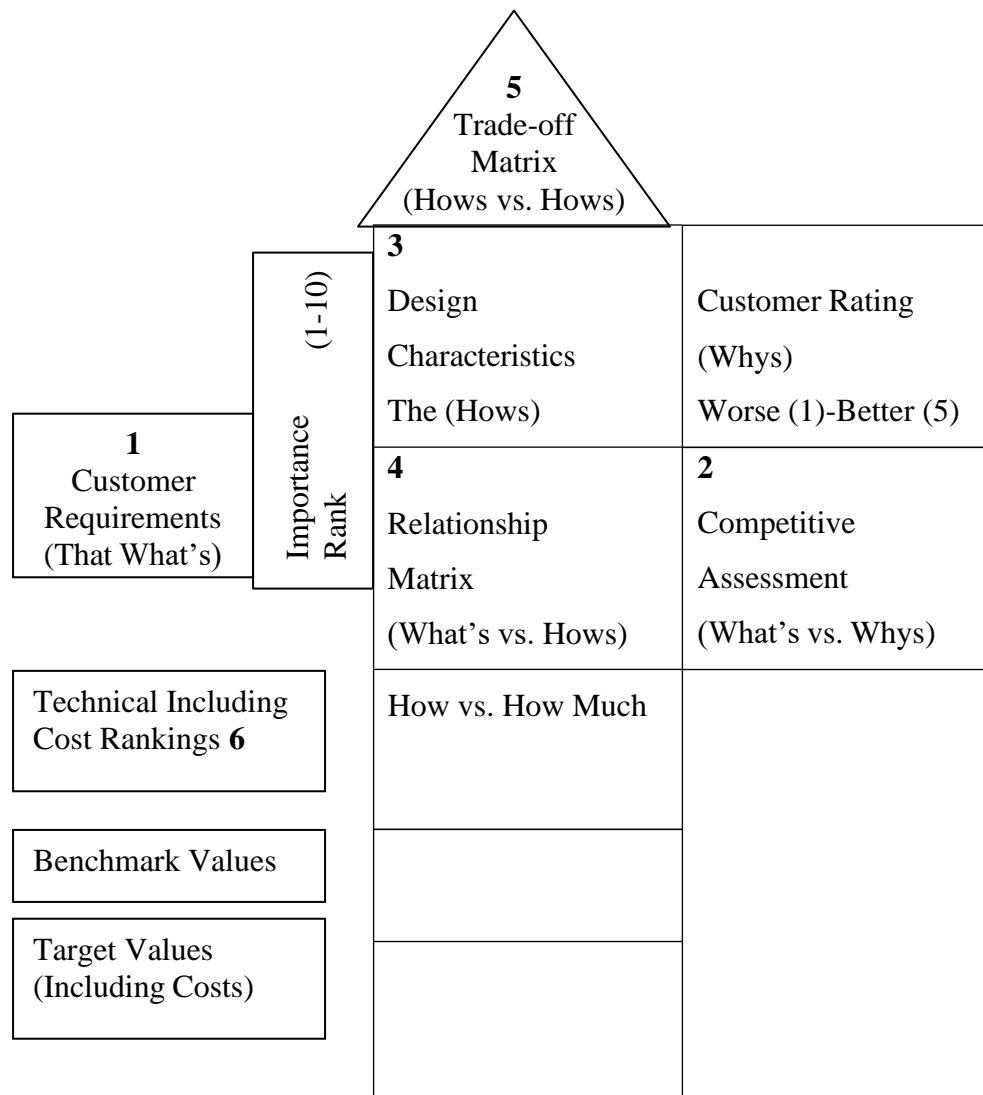 5
Trade-off
Matrix
(Hows vs. Hows)
3
Design
Characteristics
The (Hows)
Customer Rating
(Whys)
Worse (1)-Better (5)
1
Customer
Requirements
(That What’s)
Importance (1-10)
Rank
4
Relationship
Matrix
(What’s vs. Hows)
2
Competitive
Assessment
(What’s vs. Whys)
Technical Including
Cost Rankings 6
How vs. How Much
Benchmark Values
Target Values
(Including Costs)